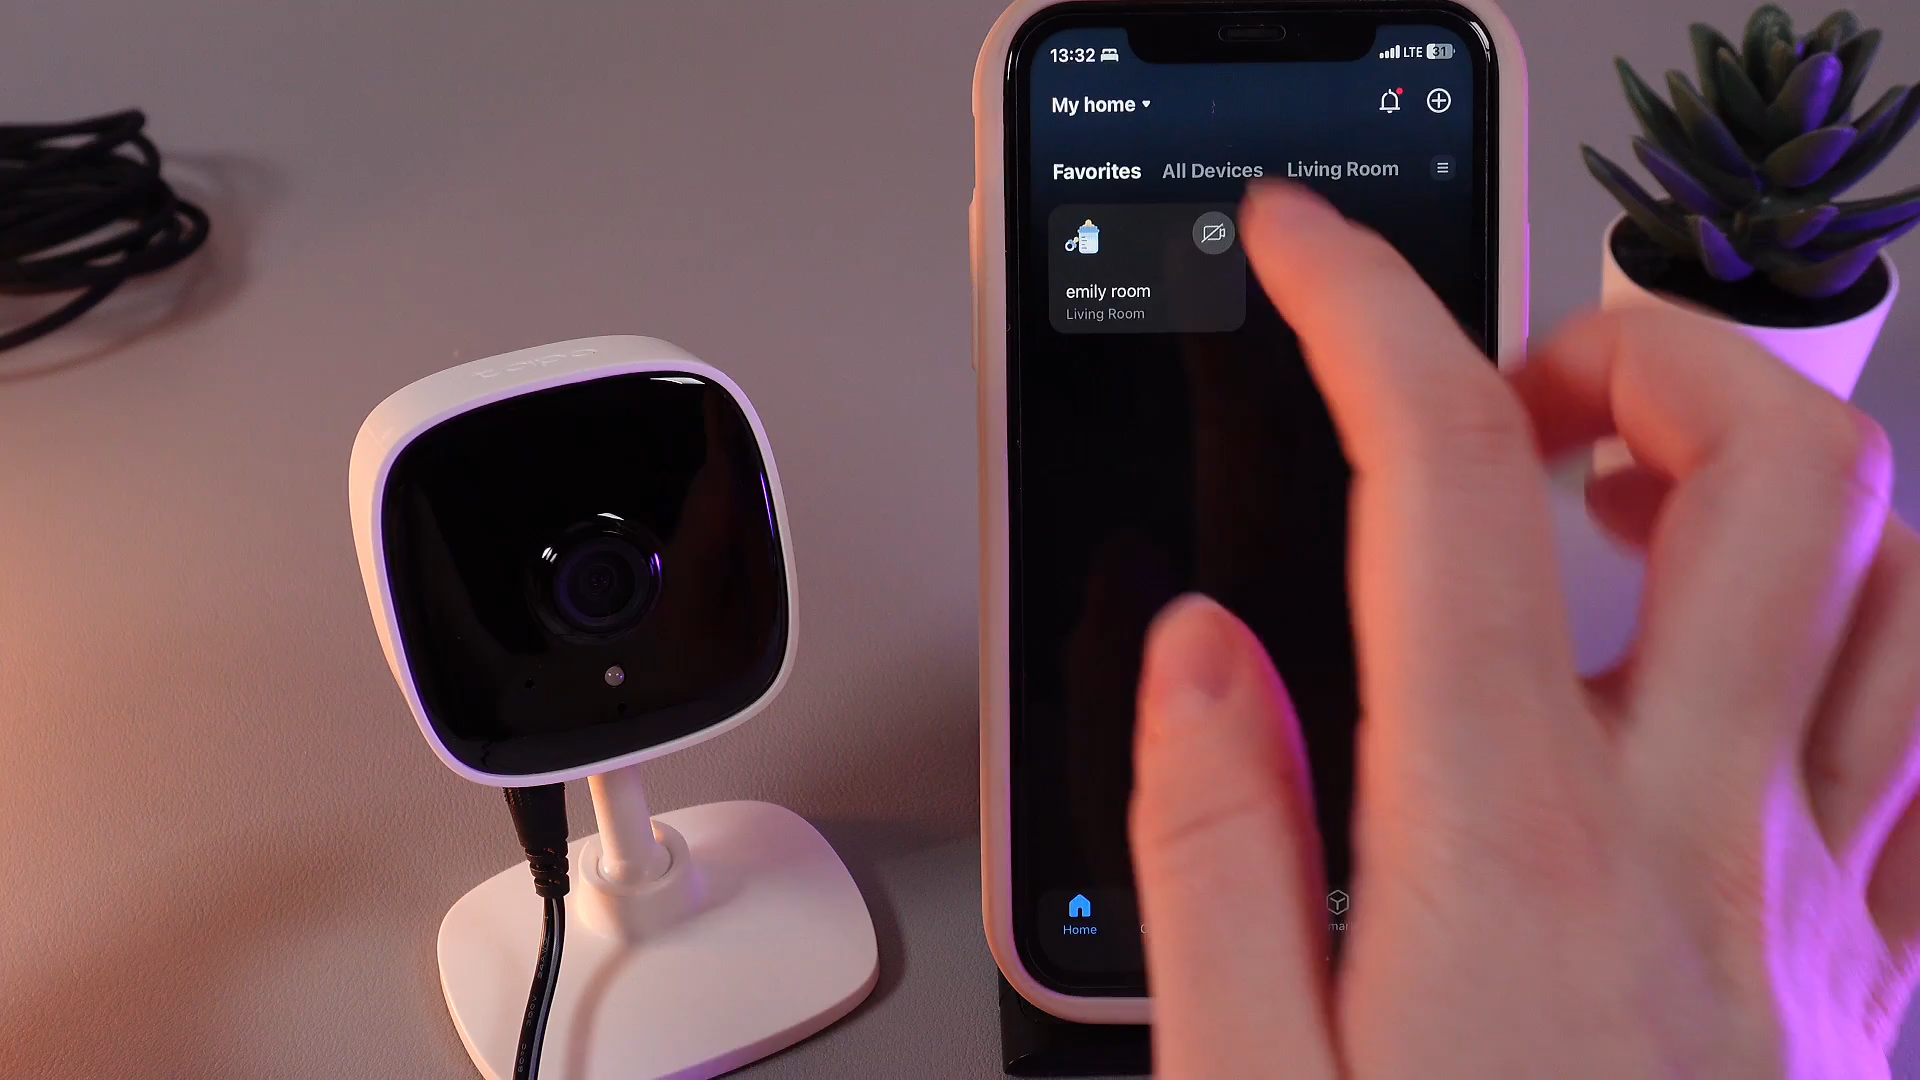 13:32
LTE 31
My home
Favorites All Devices Living Room
emily room
Living Room
Home